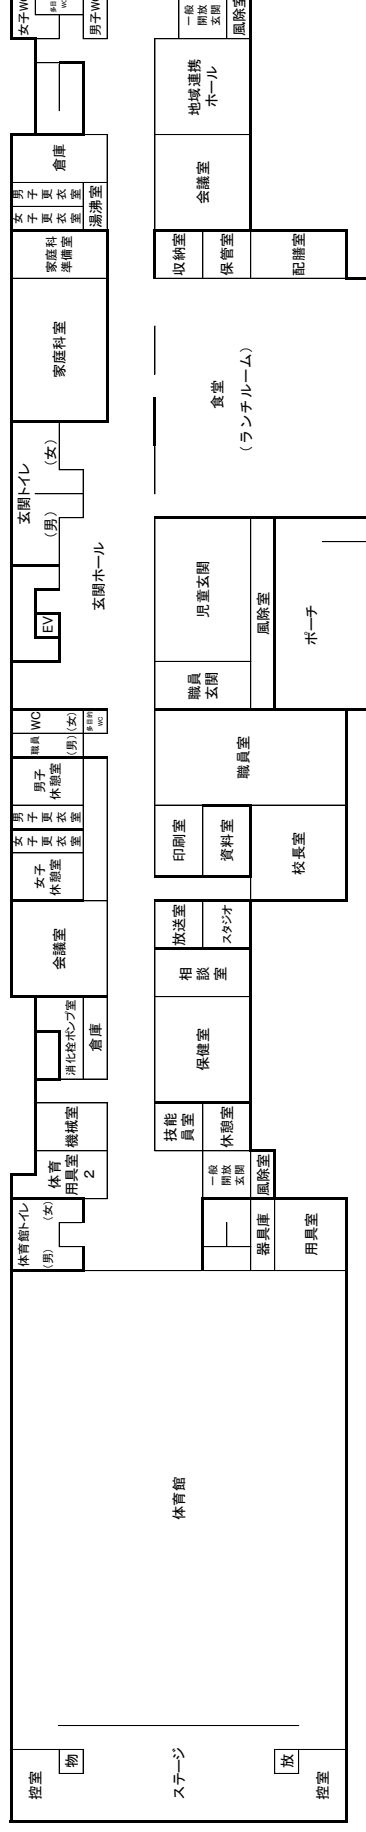 女子WC
多目的
WC
男子WC
一般
開放
玄関
風除室
地域連携
ホール
倉庫
会議室
男子更衣室
女子更衣室
湯沸室
家庭科
準備室
収納室
保管室
配膳室
家庭科室
食堂
（ランチルーム）
玄関トイレ
（女）
（男）
玄関ホール
児童玄関
風除室
ポーチ
EV
職員
玄関
職員
WC
（女）
（男）
多目的
WC
職員室
男子
休憩室
男子更衣室
女子更衣室
女子
休憩室
印刷室
資料室
校長室
会議室
放送室
スタジオ
相談室
消化栓ポンプ室
倉庫
保健室
機械室
技能
員室
休憩室
体育
用具室
2
一般
開放
玄関
風除室
体育館トイレ
（女）
（男）
器具庫
用具室
体育館
ステージ
控室
物
放
控室